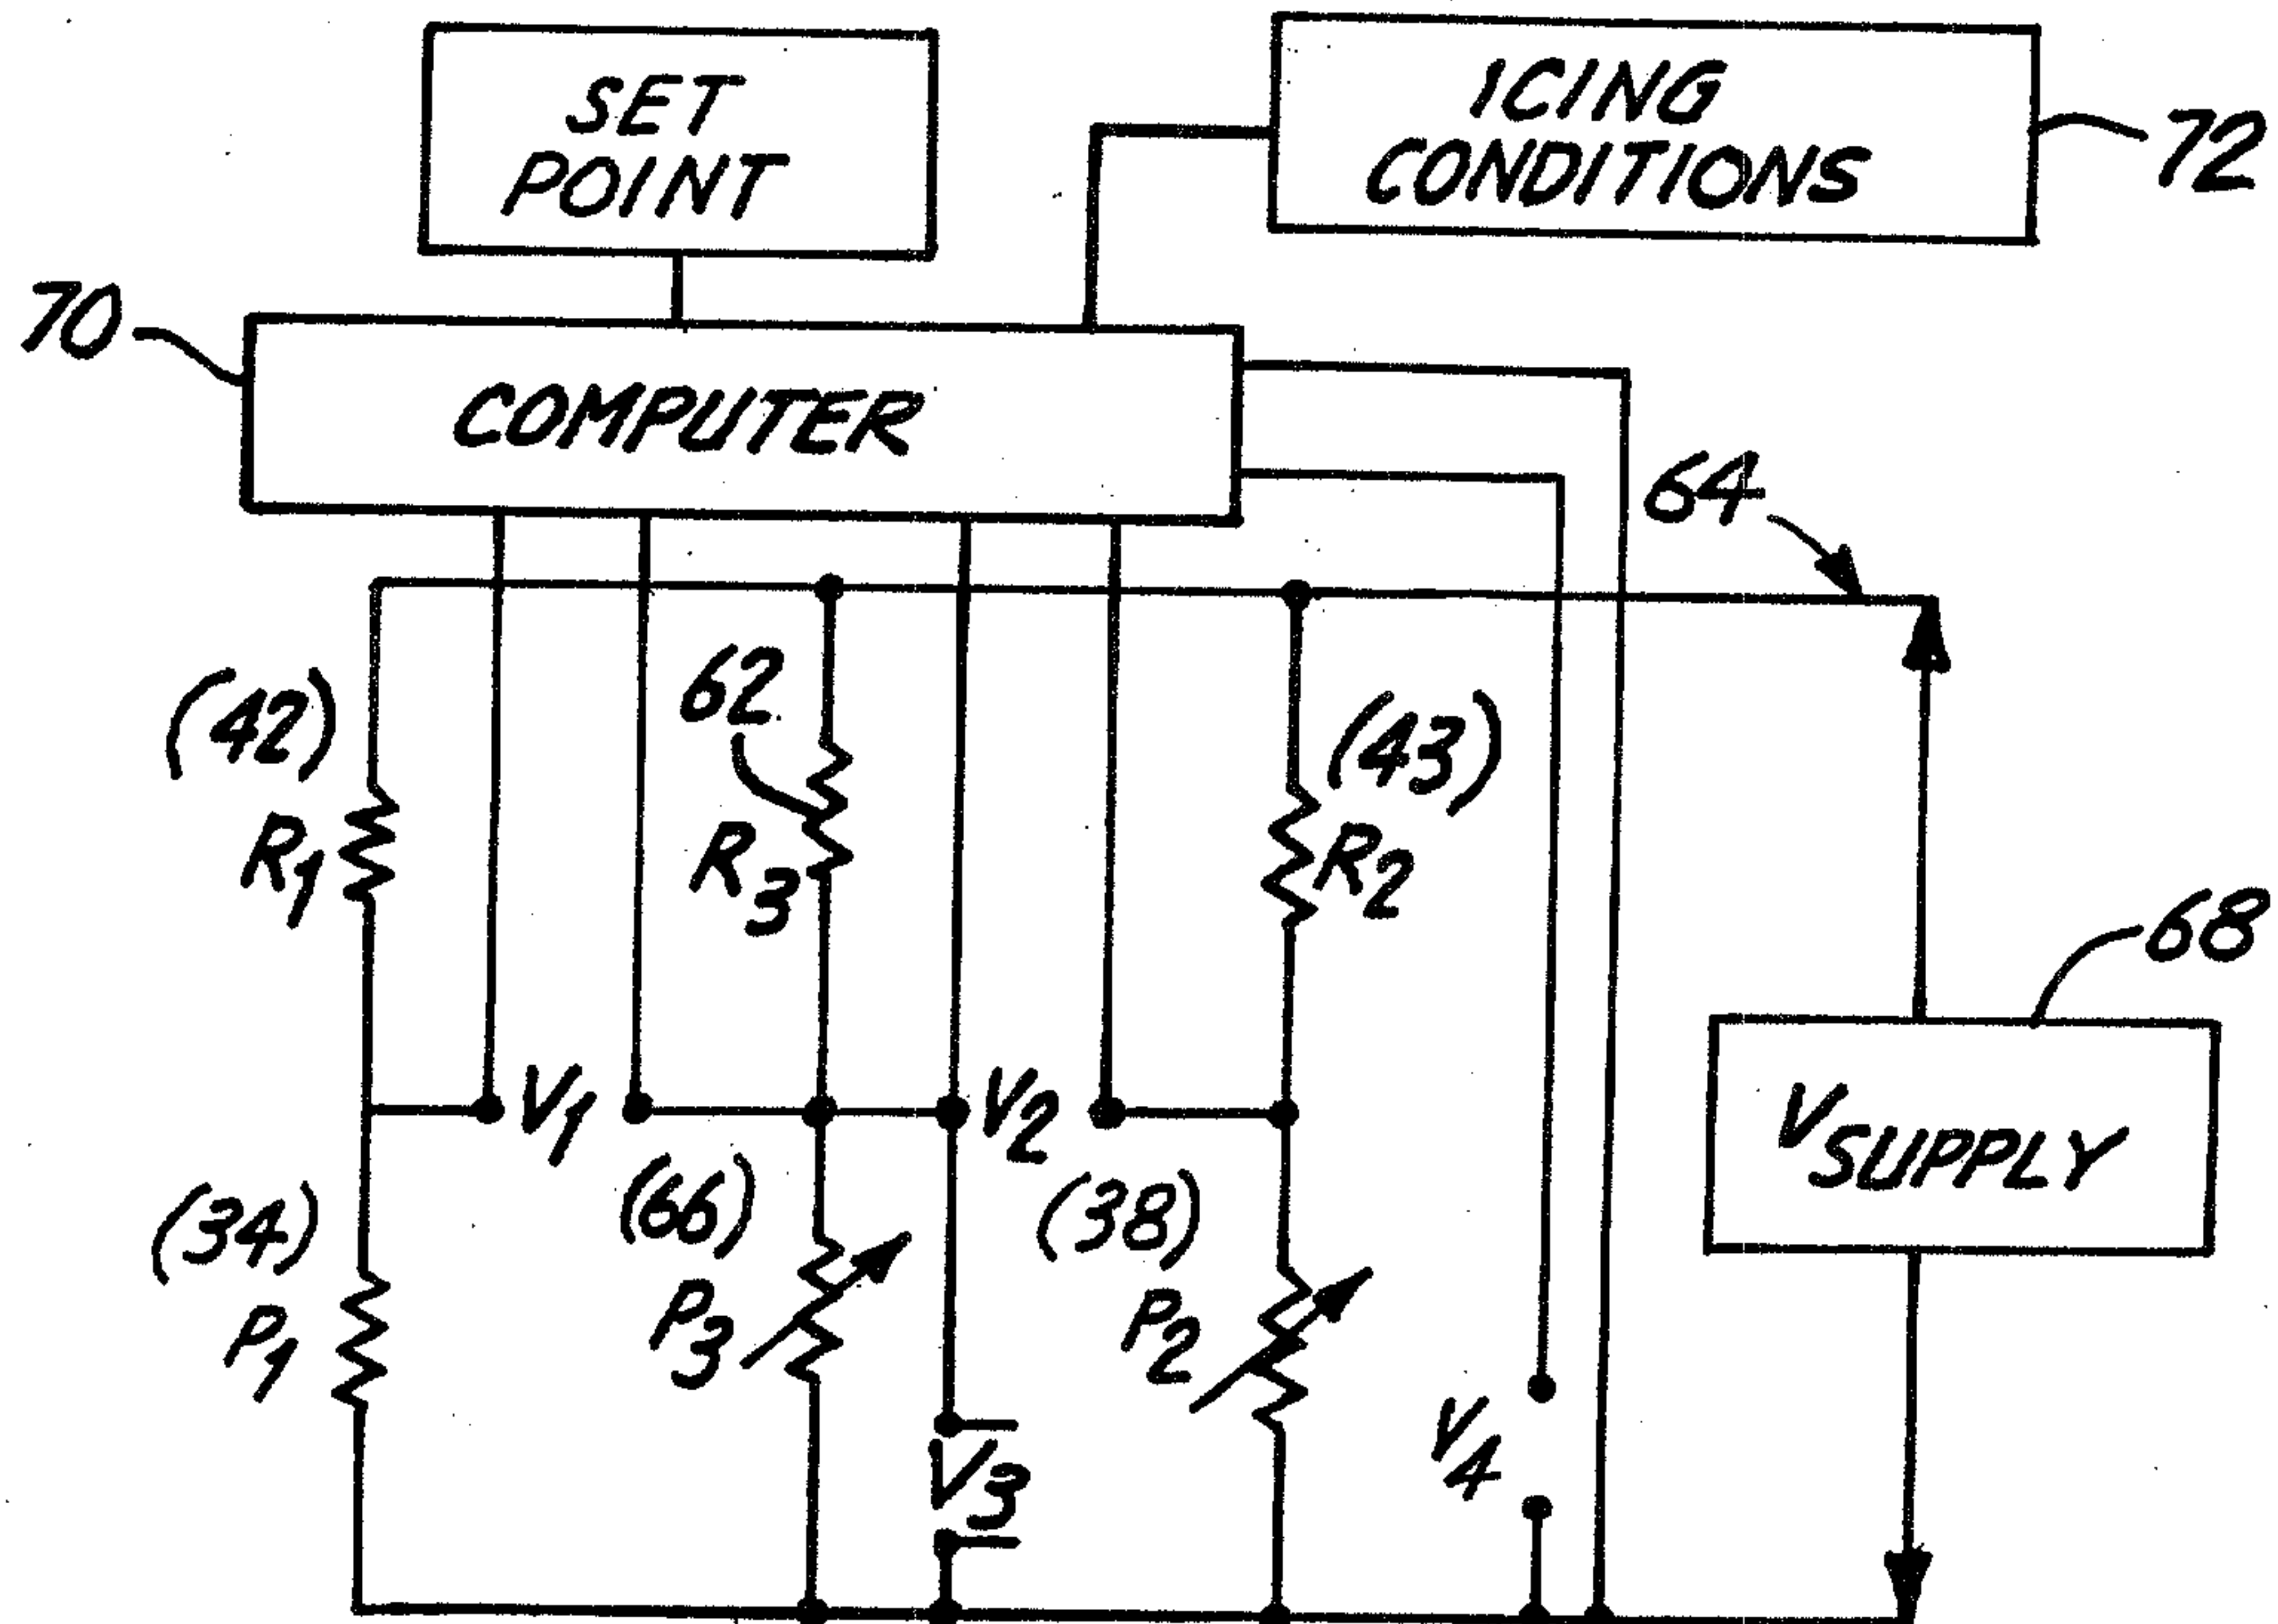 SET
POINT
ICING
CONDITIONS
72
70
COMPUTER
64
(42)
62
(43)
R1
R3
R2
68
V1
V2
VSUPPLY
(34)
(66)
(38)
P1
P3
P2
V3
V4